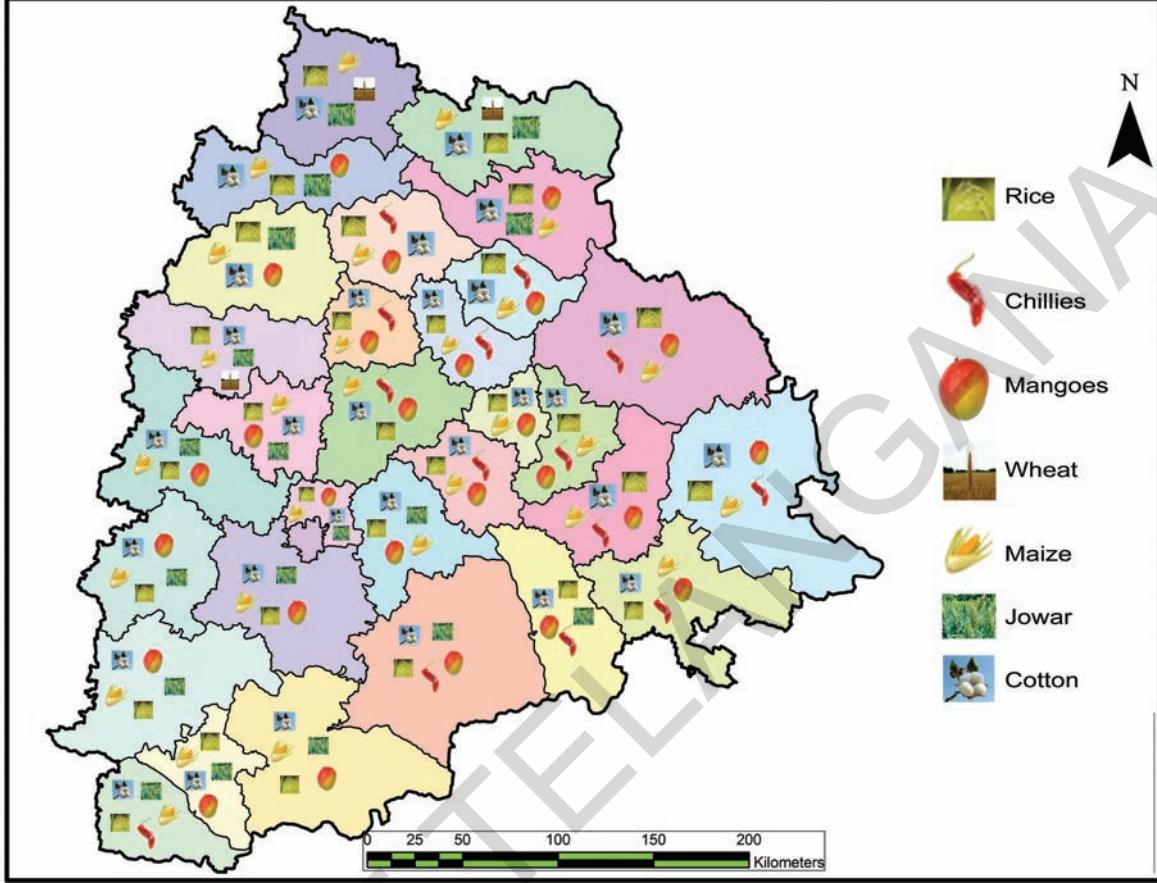 N
Rice
Chillies
Mangoes
Wheat
Maize
Jowar
Cotton
0 25 50 100 150 200
Kilometers
TELANGANA